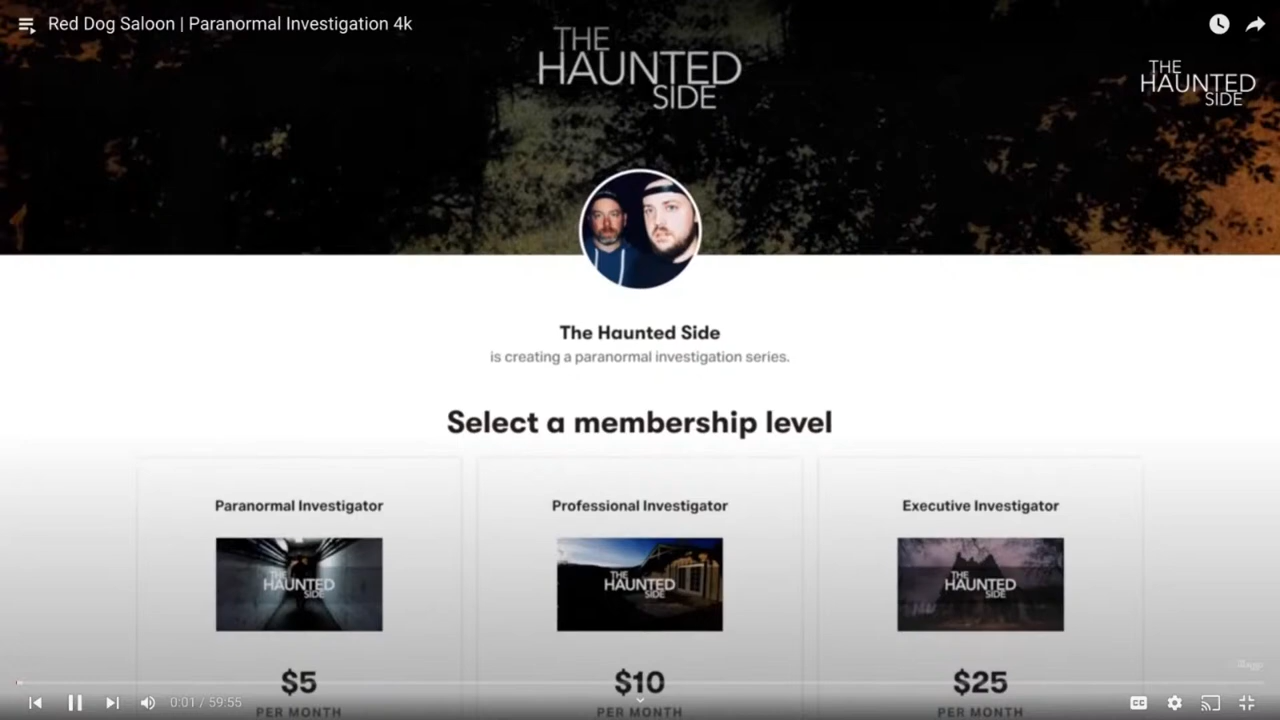 Red Dog Saloon | Paranormal Investigation 4k
THE
HAUNTED
SIDE
THE
HAUNTED
SIDE
The Haunted Side
is creating a paranormal investigation series.
Select a membership level
Paranormal Investigator
Professional Investigator
Executive Investigator
THE
HAUNTED
SIDE
THE
HAUNTED
SIDE
THE
HAUNTED
SIDE
$5
$10
$25
0:01 / 59:55
CC
PER MONTH
PER MONTH
PER MONTH